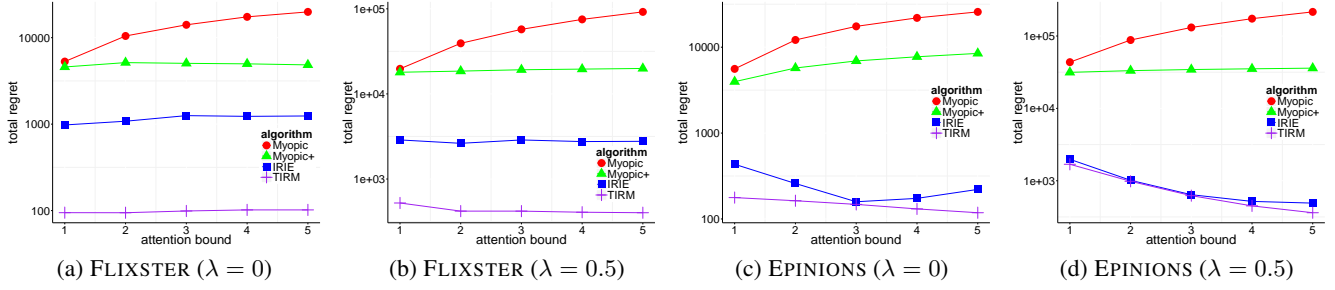 10000
1000
100
total regret
1 2 3 4 5
attention bound
algorithm
Myopic
Myopic+
IRIE
TIRM
(a) FLIXSTER (λ = 0)
1e+05
1e+04
1e+03
total regret
1 2 3 4 5
attention bound
algorithm
Myopic
Myopic+
IRIE
TIRM
(b) FLIXSTER (λ = 0.5)
10000
1000
100
total regret
1 2 3 4 5
attention bound
algorithm
Myopic
Myopic+
IRIE
TIRM
(c) EPINIONS (λ = 0)
1e+05
1e+04
1e+03
total regret
1 2 3 4 5
attention bound
algorithm
Myopic
Myopic+
IRIE
TIRM
(d) EPINIONS (λ = 0.5)